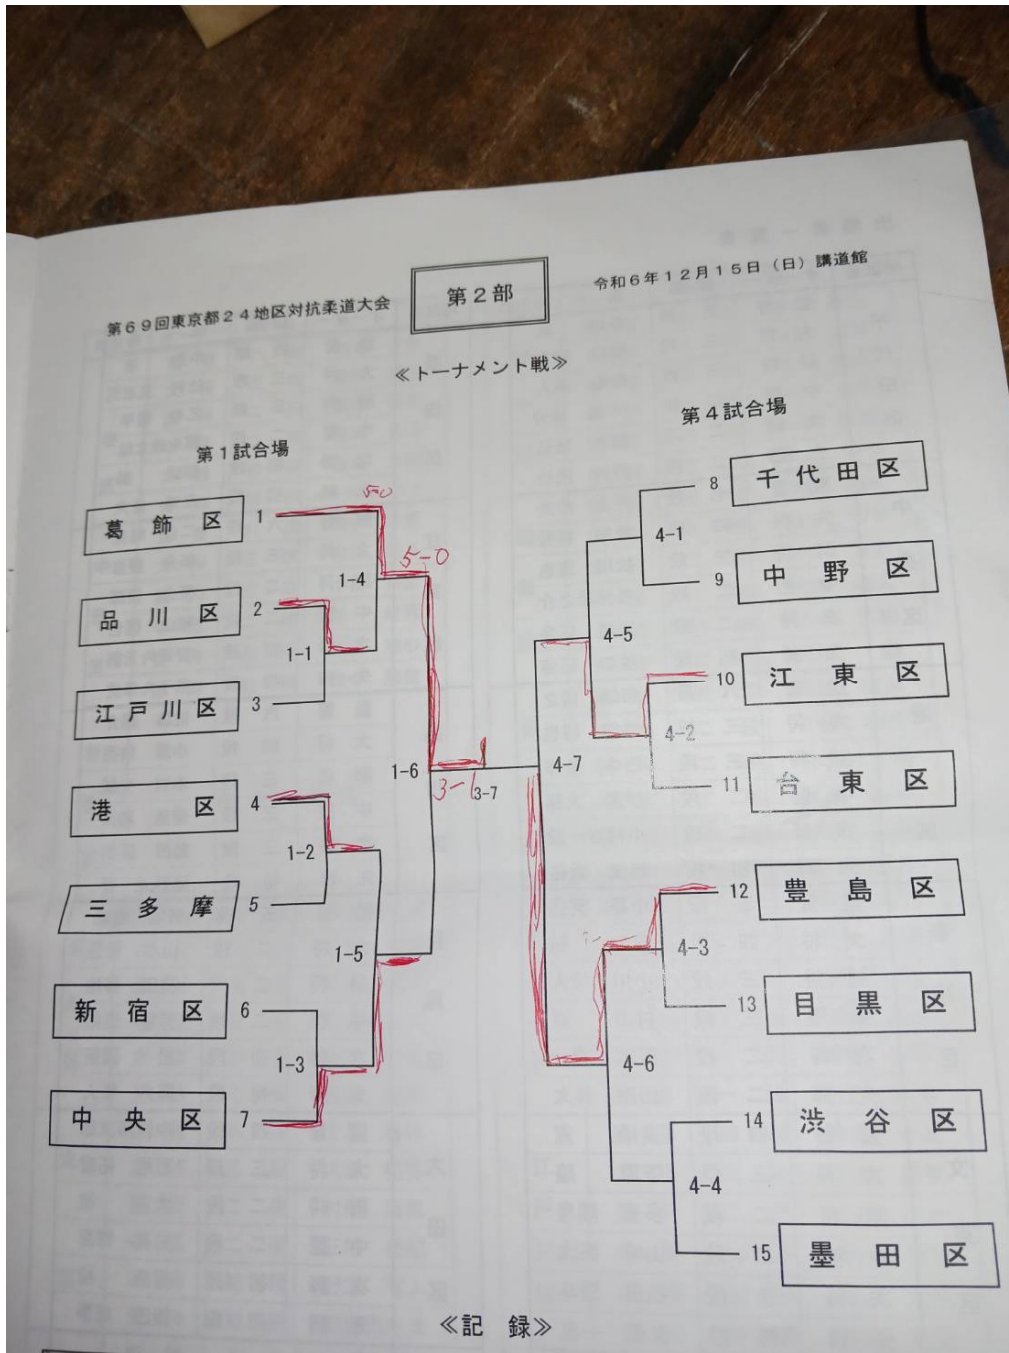 第69回東京都24地区対抗柔道大会
第2部
令和6年12月15日（日）講道館
≪トーナメント戦≫
第1試合場
第4試合場
葛飾区 1
品川区 2
江戸川区 3
港区 4
三多摩 5
新宿区 6
中央区 7
1-1
1-2
1-3
1-4
1-5
1-6
5-0
5-0
3-1
3-7
8 千代田区
9 中野区
10 江東区
11 台東区
12 豊島区
13 目黒区
14 渋谷区
15 墨田区
4-1
4-2
4-3
4-4
4-5
4-6
4-7
≪記 録≫